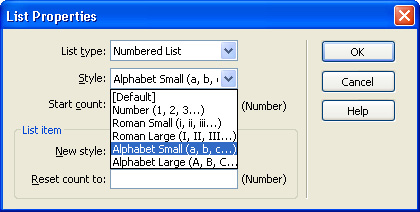 List Properties
List type: Numbered List
OK
Style: Alphabet Small (a, b,
Cancel
[Default]
Number (1, 2, 3...)
Start count: (Number)
Help
Roman Small (i, ii, iii...)
Roman Large (I, II, III...)
List item
Alphabet Small (a, b, c...)
New style:
Alphabet Large (A, B, C...
Reset count to: (Number)